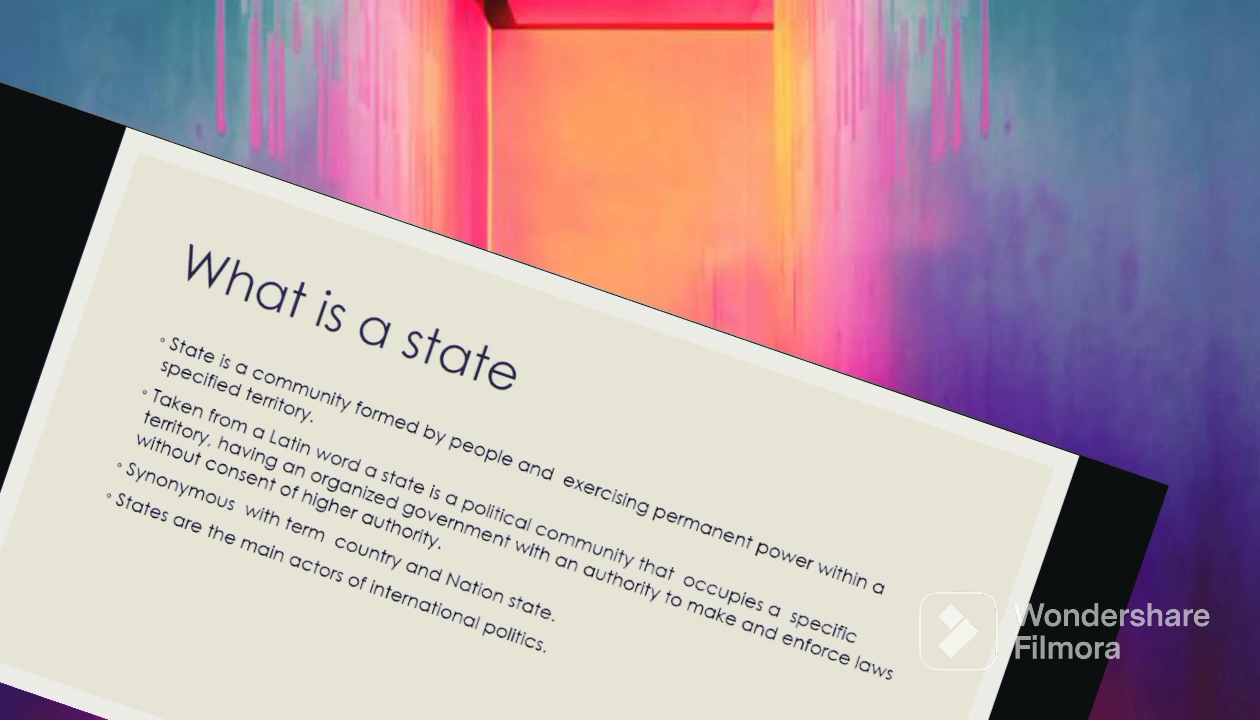 What is a state
◦ State is a community formed by people and exercising permanent power within a
specified territory.
◦ Taken from a Latin word a state is a political community that occupies a specific
territory, having an organized government with an authority to make and enforce laws
without consent of higher authority.
◦ Synonymous with term country and Nation state.
◦ States are the main actors of international politics.
Wondershare
Filmora